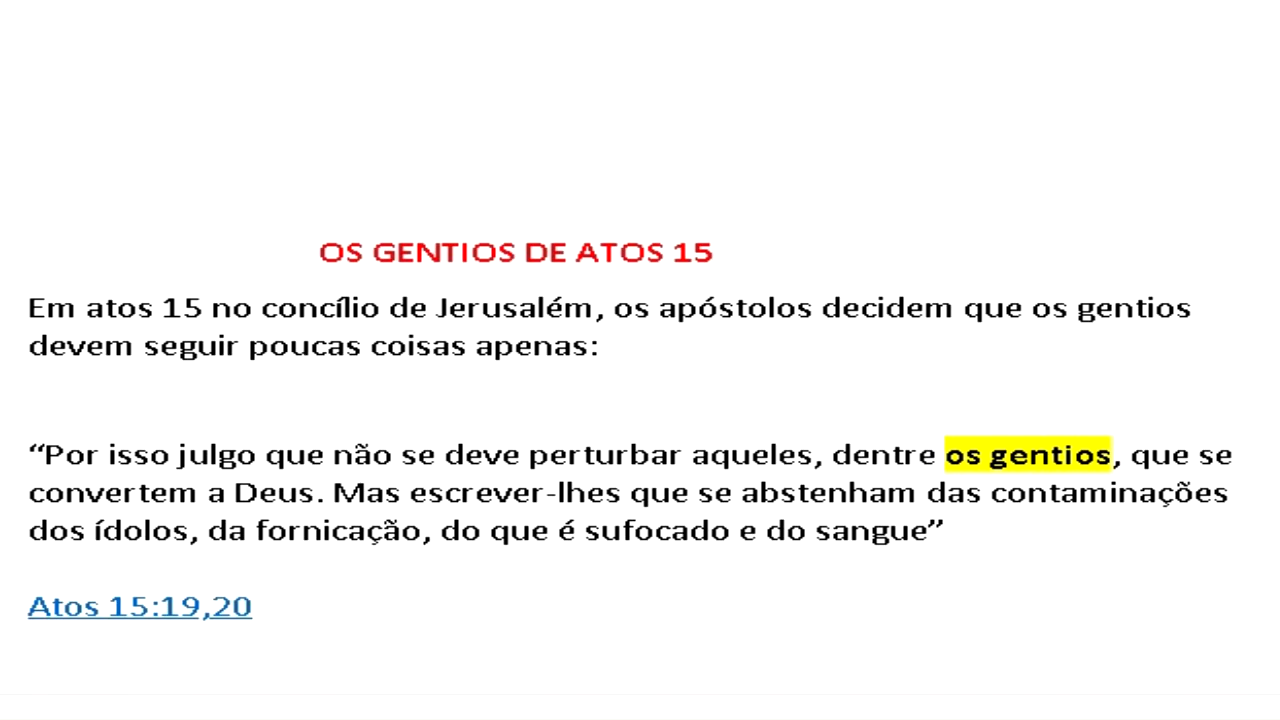 OS GENTIOS DE ATOS 15
Em atos 15 no concílio de Jerusalém, os apóstolos decidem que os gentios
devem seguir poucas coisas apenas:
“Por isso julgo que não se deve perturbar aqueles, dentre os gentios, que se
convertem a Deus. Mas escrever-lhes que se abstenham das contaminações
dos ídolos, da fornicação, do que é sufocado e do sangue”
Atos 15:19,20